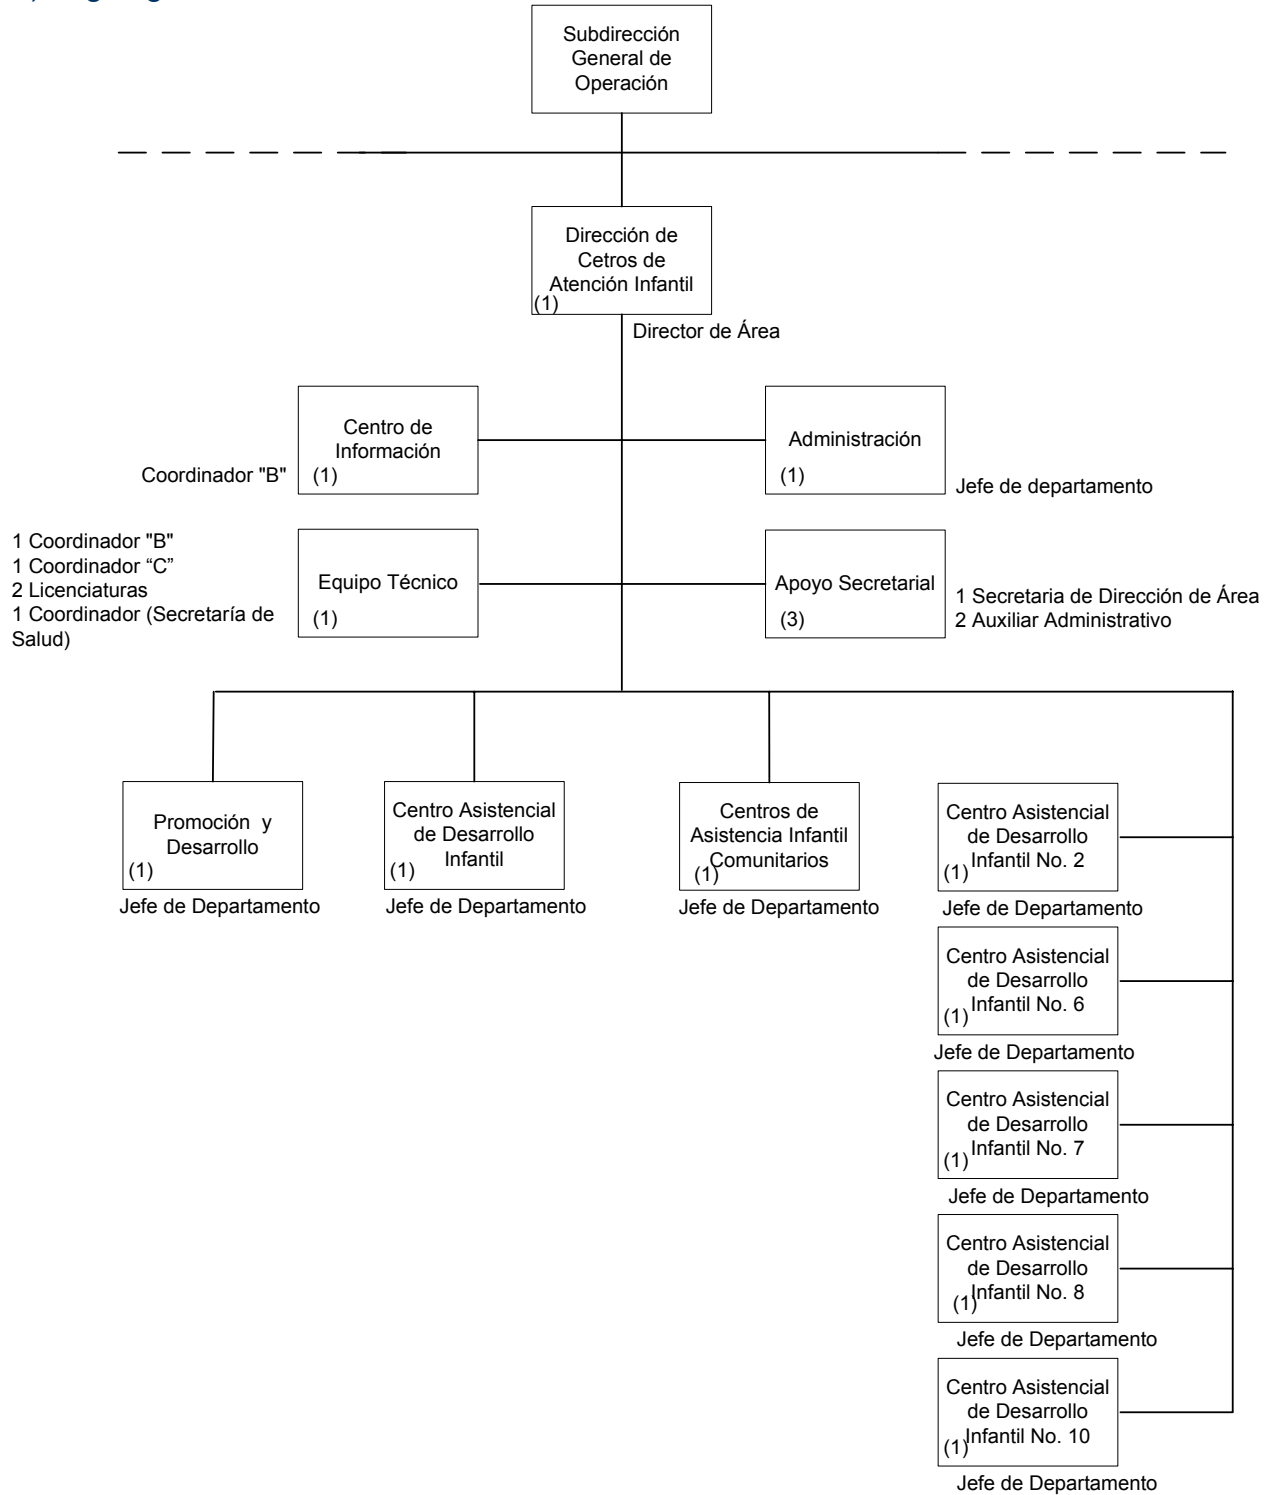 Subdirección
General de
Operación
Dirección de
Cetros de
Atención Infantil
(1)
Director de Área
Centro de
Información
(1)
Coordinador "B"
Administración
(1)
Jefe de departamento
1 Coordinador "B"
1 Coordinador “C”
2 Licenciaturas
1 Coordinador (Secretaría de
Salud)
Equipo Técnico
(1)
Apoyo Secretarial
(3)
1 Secretaria de Dirección de Área
2 Auxiliar Administrativo
Promoción y
Desarrollo
(1)
Jefe de Departamento
Centro Asistencial
de Desarrollo
Infantil
(1)
Jefe de Departamento
Centros de
Asistencia Infantil
Comunitarios
(1)
Jefe de Departamento
Centro Asistencial
de Desarrollo
Infantil No. 2
(1)
Jefe de Departamento
Centro Asistencial
de Desarrollo
Infantil No. 6
(1)
Jefe de Departamento
Centro Asistencial
de Desarrollo
Infantil No. 7
(1)
Jefe de Departamento
Centro Asistencial
de Desarrollo
Infantil No. 8
(1)
Jefe de Departamento
Centro Asistencial
de Desarrollo
Infantil No. 10
(1)
Jefe de Departamento